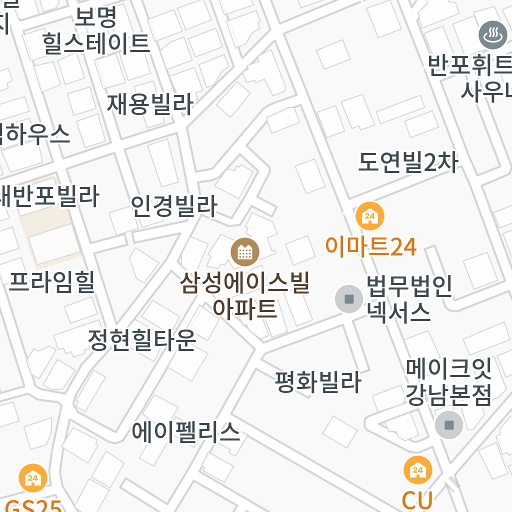 보명
힐스테이트
반포휘트
사우나
재용빌라
하우스
도연빌2차
대반포빌라
인경빌라
24
이마트24
프라임힐
삼성에이스빌
아파트
법무법인
넥서스
정현힐타운
메이크잇
강남본점
평화빌라
에이펠리스
24
GS25
24
CU